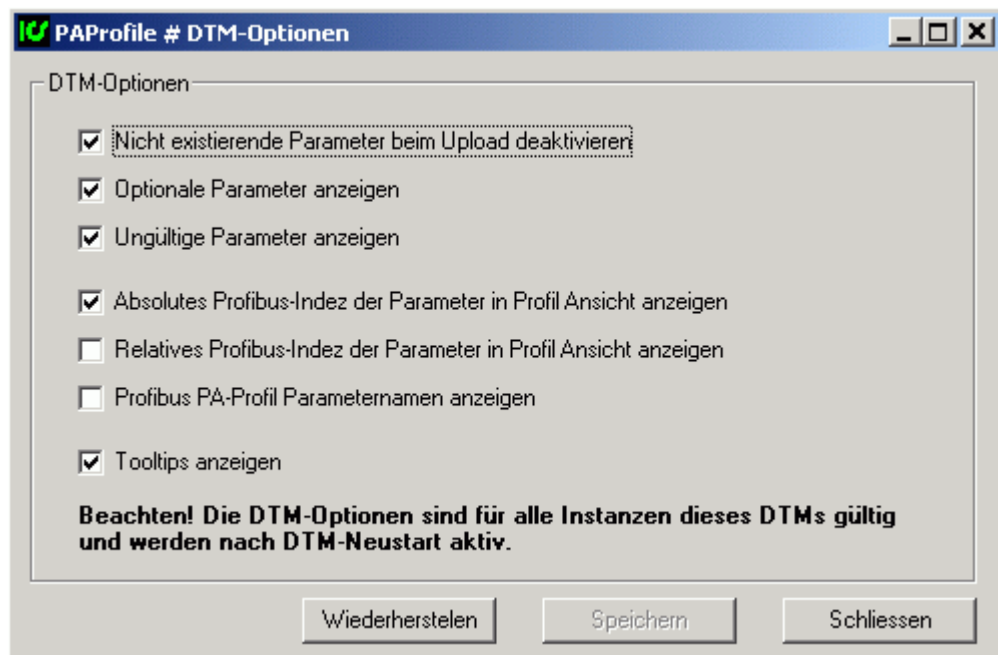 PAProfile # DTM-Optionen
DTM-Optionen
Nicht existierende Parameter beim Upload deaktivieren
Optionale Parameter anzeigen
Ungültige Parameter anzeigen
Absolutes Profibus-Indez der Parameter in Profil Ansicht anzeigen
Relatives Profibus-Indez der Parameter in Profil Ansicht anzeigen
Profibus PA-Profil Parameternamen anzeigen
Tooltips anzeigen
Beachten! Die DTM-Optionen sind für alle Instanzen dieses DTMs gültig
und werden nach DTM-Neustart aktiv.
Wiederherstelen
Speichern
Schliessen